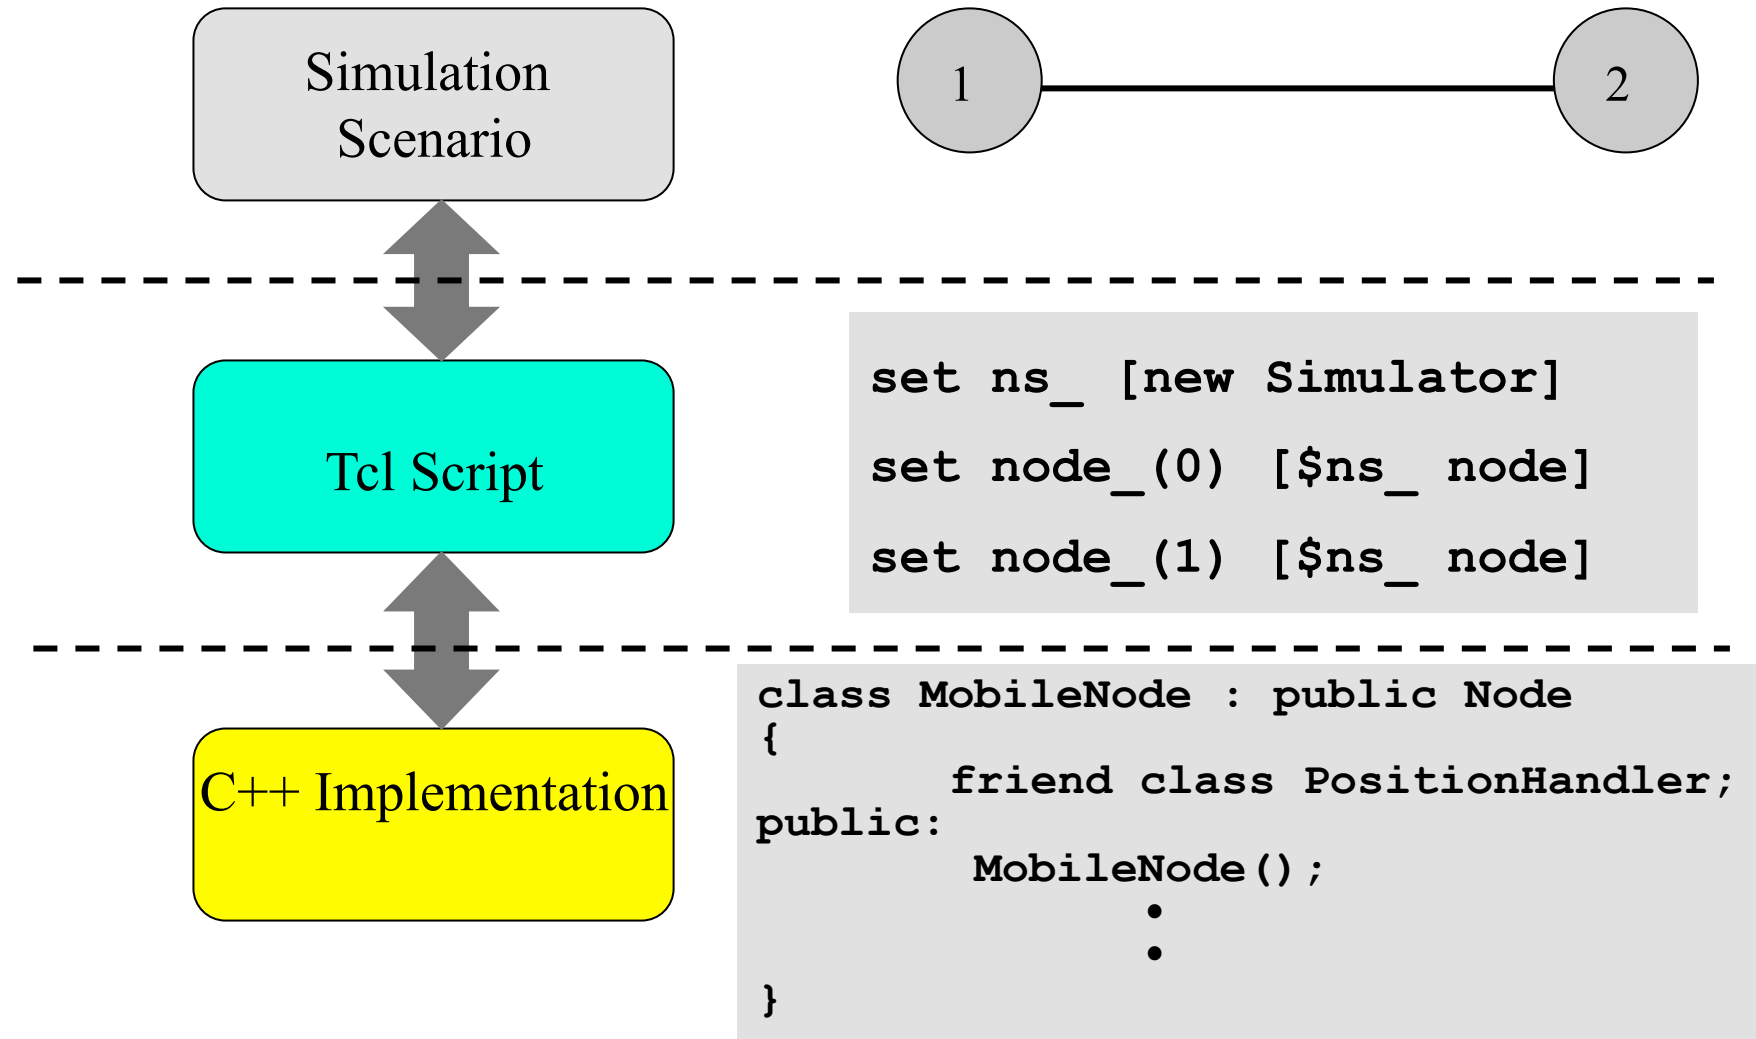 Simulation
Scenario
1
2
Tcl Script
set ns_ [new Simulator]
set node_(0) [$ns_ node]
set node_(1) [$ns_ node]
C++ Implementation
class MobileNode : public Node
{
friend class PositionHandler;
public:
MobileNode();
•
•
}